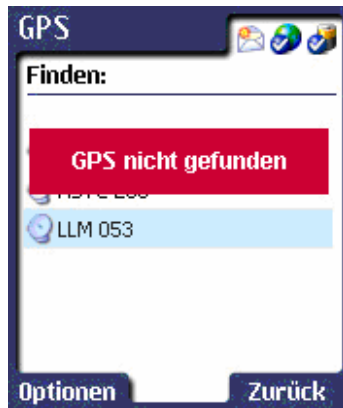 GPS
Finden:
GPS nicht gefunden
LLM 053
Optionen
Zurück